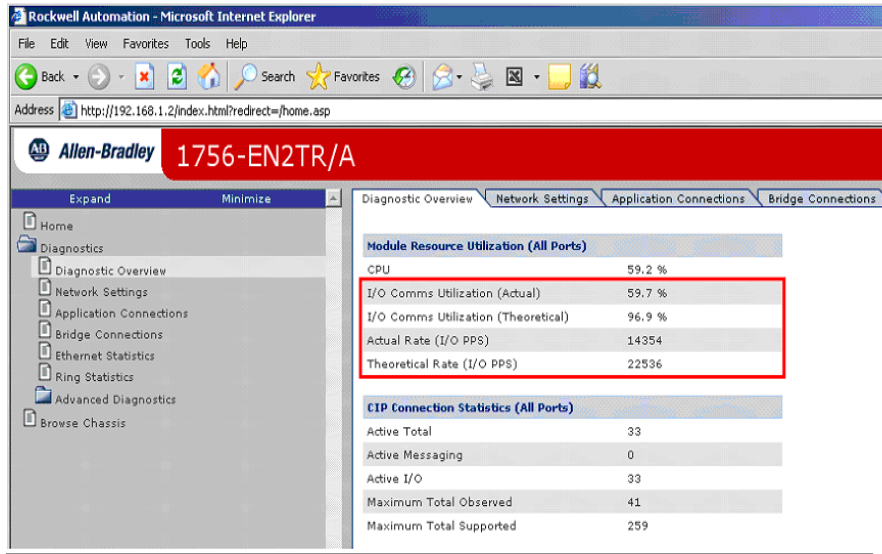 Rockwell Automation - Microsoft Internet Explorer
File Edit View Favorites Tools Help
Back Search Favorites
Address http://192.168.1.2/index.html?redirect=/home.asp
AB Allen-Bradley 1756-EN2TR/A
Expand Minimize
Home
Diagnostics
Diagnostic Overview
Network Settings
Application Connections
Bridge Connections
Ethernet Statistics
Ring Statistics
Advanced Diagnostics
Browse Chassis
Diagnostic Overview Network Settings Application Connections Bridge Connections
Module Resource Utilization (All Ports)
CPU 59.2 %
I/O Comms Utilization (Actual) 59.7 %
I/O Comms Utilization (Theoretical) 96.9 %
Actual Rate (I/O PPS) 14354
Theoretical Rate (I/O PPS) 22536
CIP Connection Statistics (All Ports)
Active Total 33
Active Messaging 0
Active I/O 33
Maximum Total Observed 41
Maximum Total Supported 259